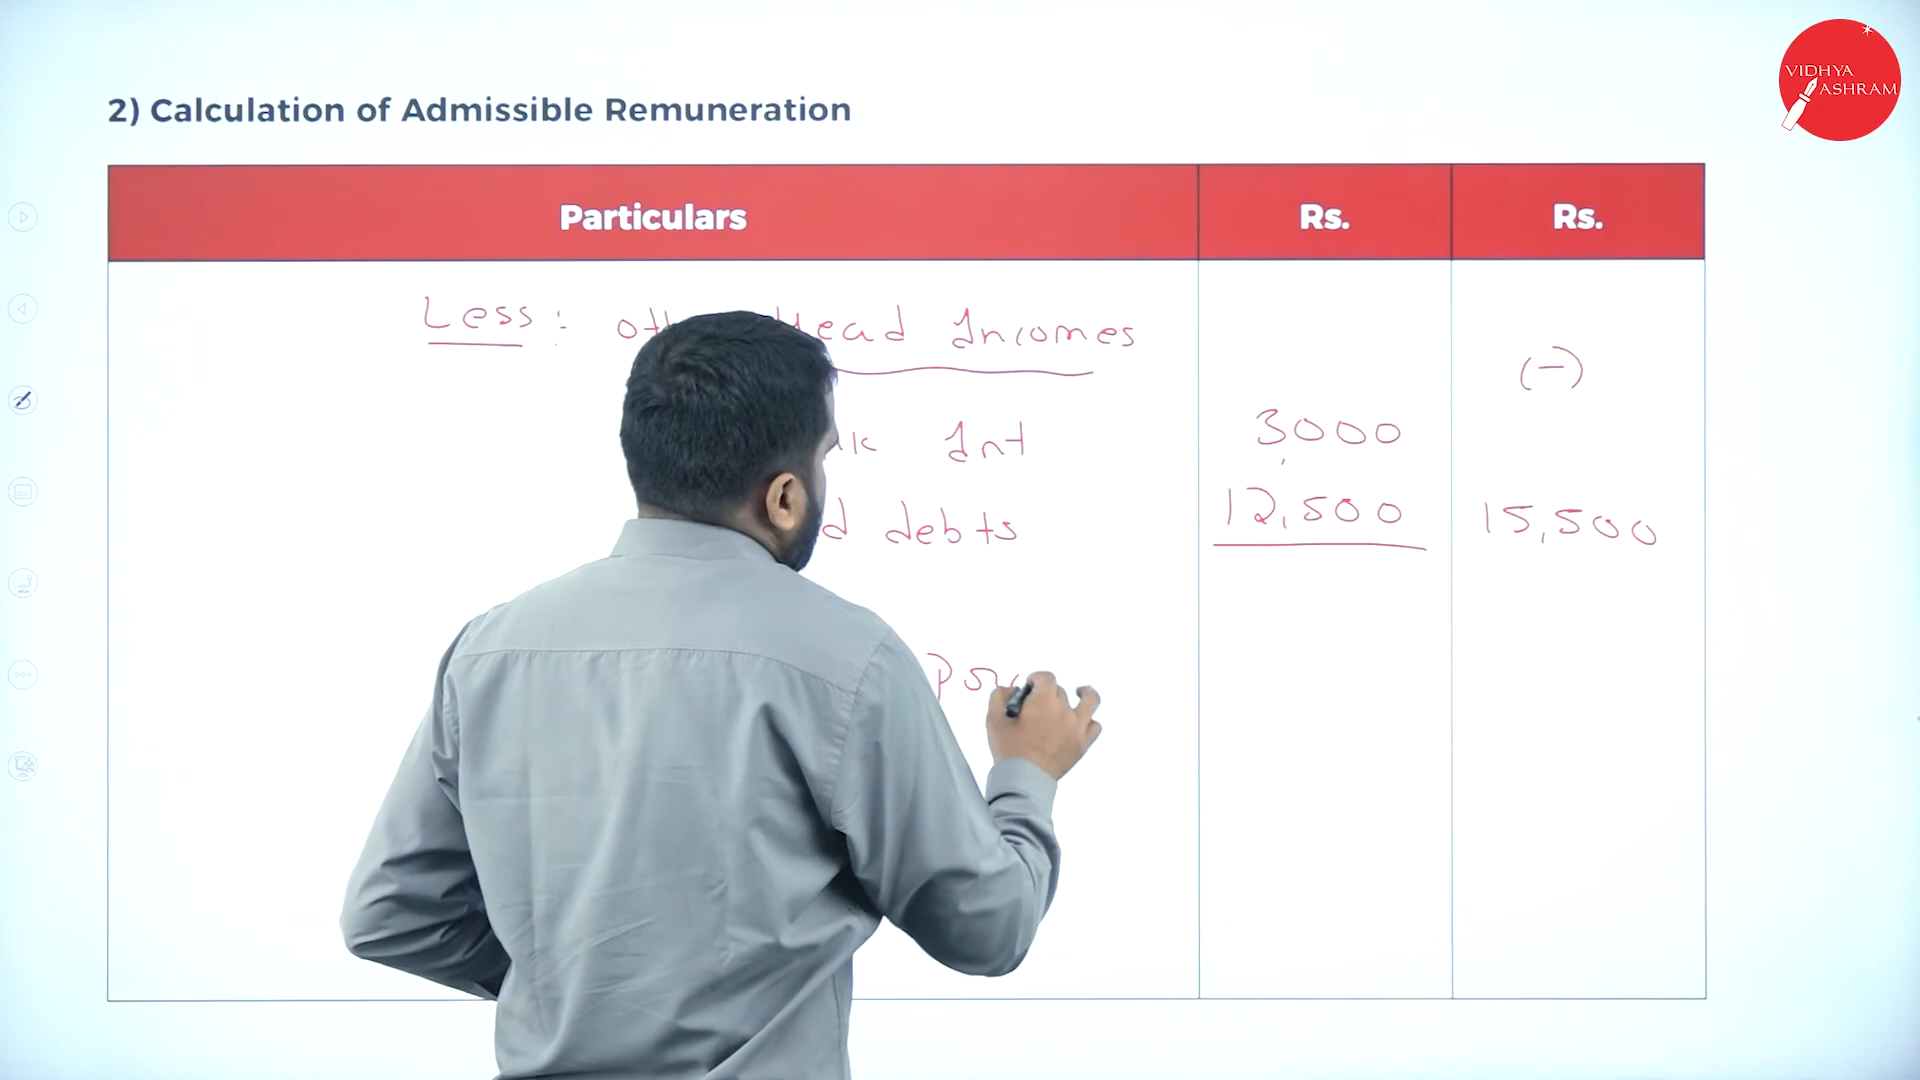 VIDHYA
ASHRAM
2) Calculation of Admissible Remuneration
Particulars Rs. Rs.
Less : Incomes
(-)
Int 3000
debts 12,500 15,500